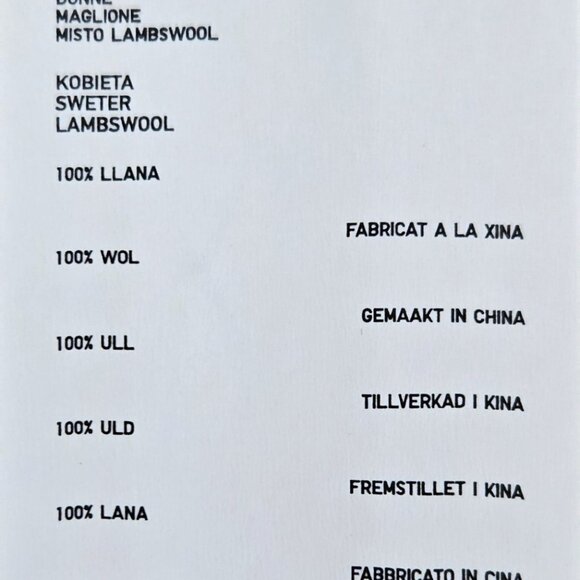 DONNE
MAGLIONE
MISTO LAMBSWOOL
KOBIETA
SWETER
LAMBSWOOL
100% LLANA
FABRICAT A LA XINA
100% WOL
GEMAAKT IN CHINA
100% ULL
TILLVERKAD I KINA
100% ULD
FREMSTILLET I KINA
100% LANA
FABBRICATO IN CINA